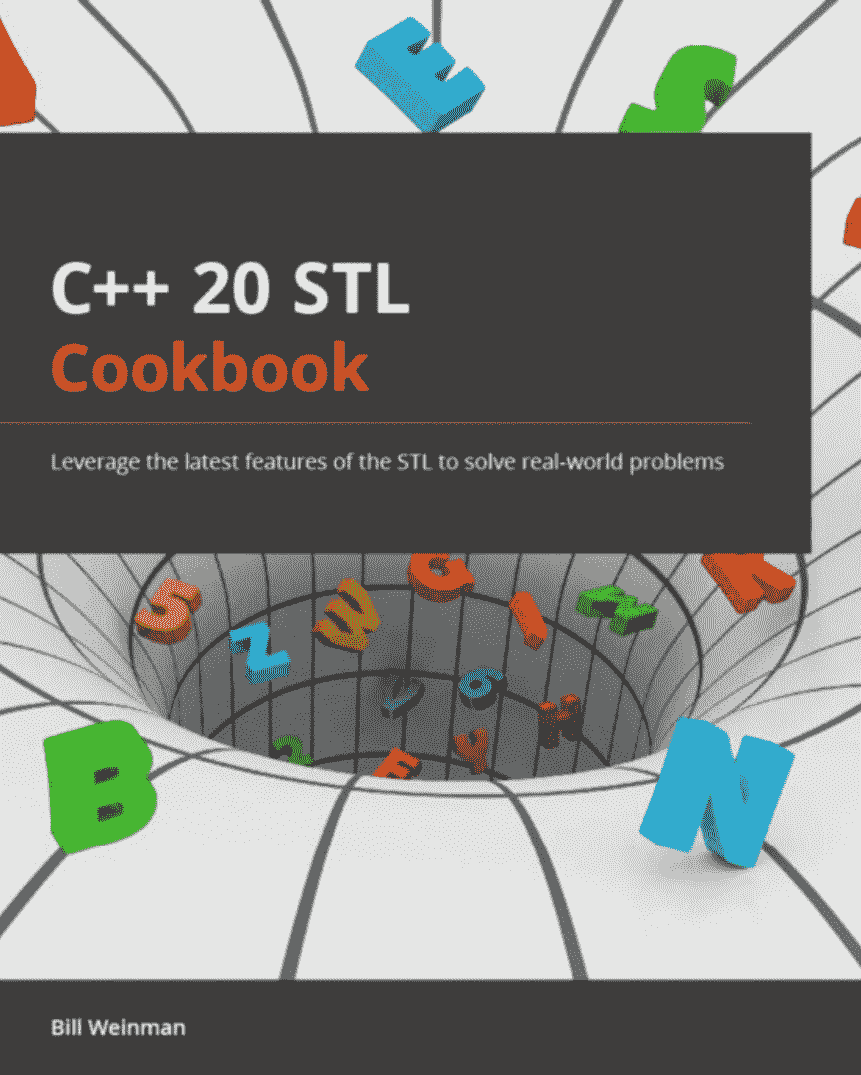 E
S
C++ 20 STL
Cookbook
Leverage the latest features of the STL to solve real-world problems
S
Z
G
K
B
N
E
H
Bill Weinman